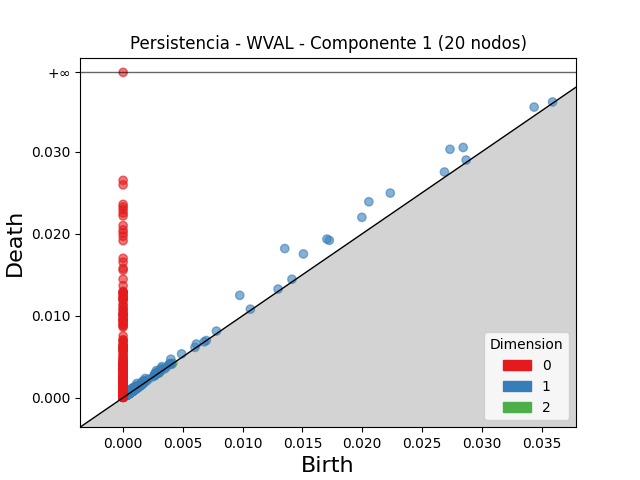 Persistencia - WVAL - Componente 1 (20 nodos)
+∞
0.030
0.020
0.010
0.000
Death
0.000 0.005 0.010 0.015 0.020 0.025 0.030 0.035
Birth
Dimension
0
1
2